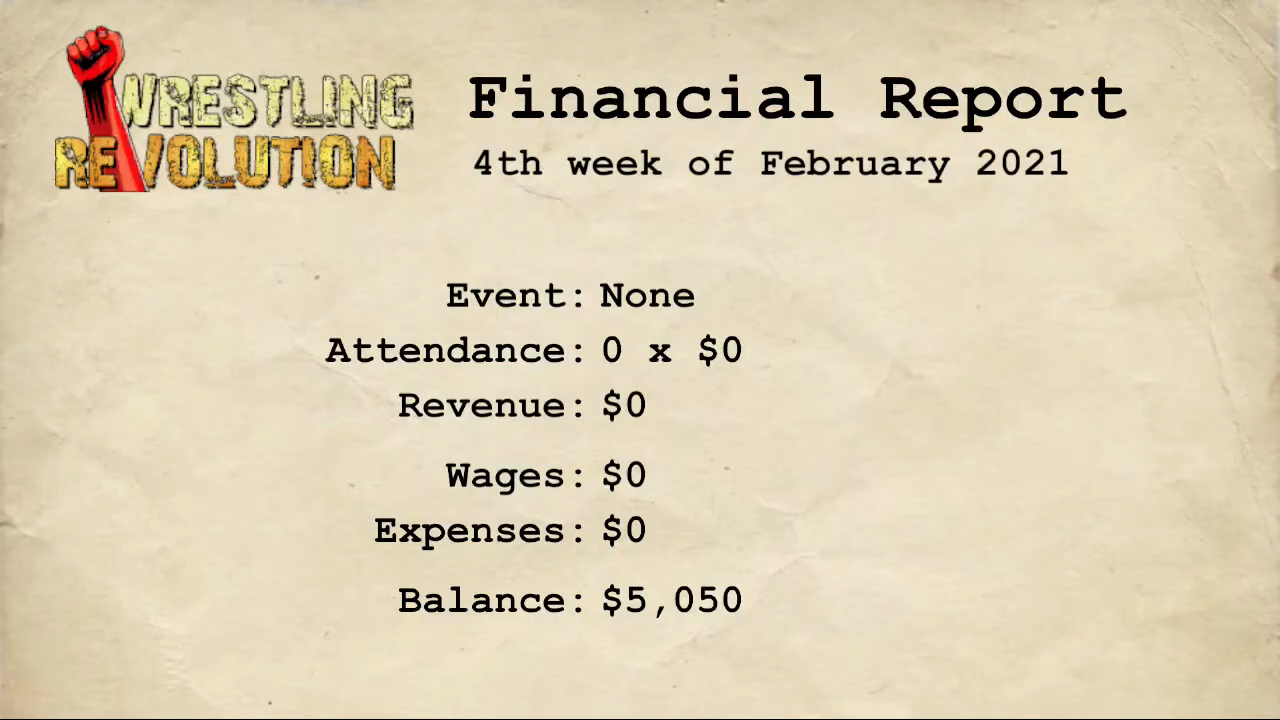 WRESTLING
REVOLUTION
Financial Report
4th week of February 2021
Event: None
Attendance: 0 x $0
Revenue: $0
Wages: $0
Expenses: $0
Balance: $5,050